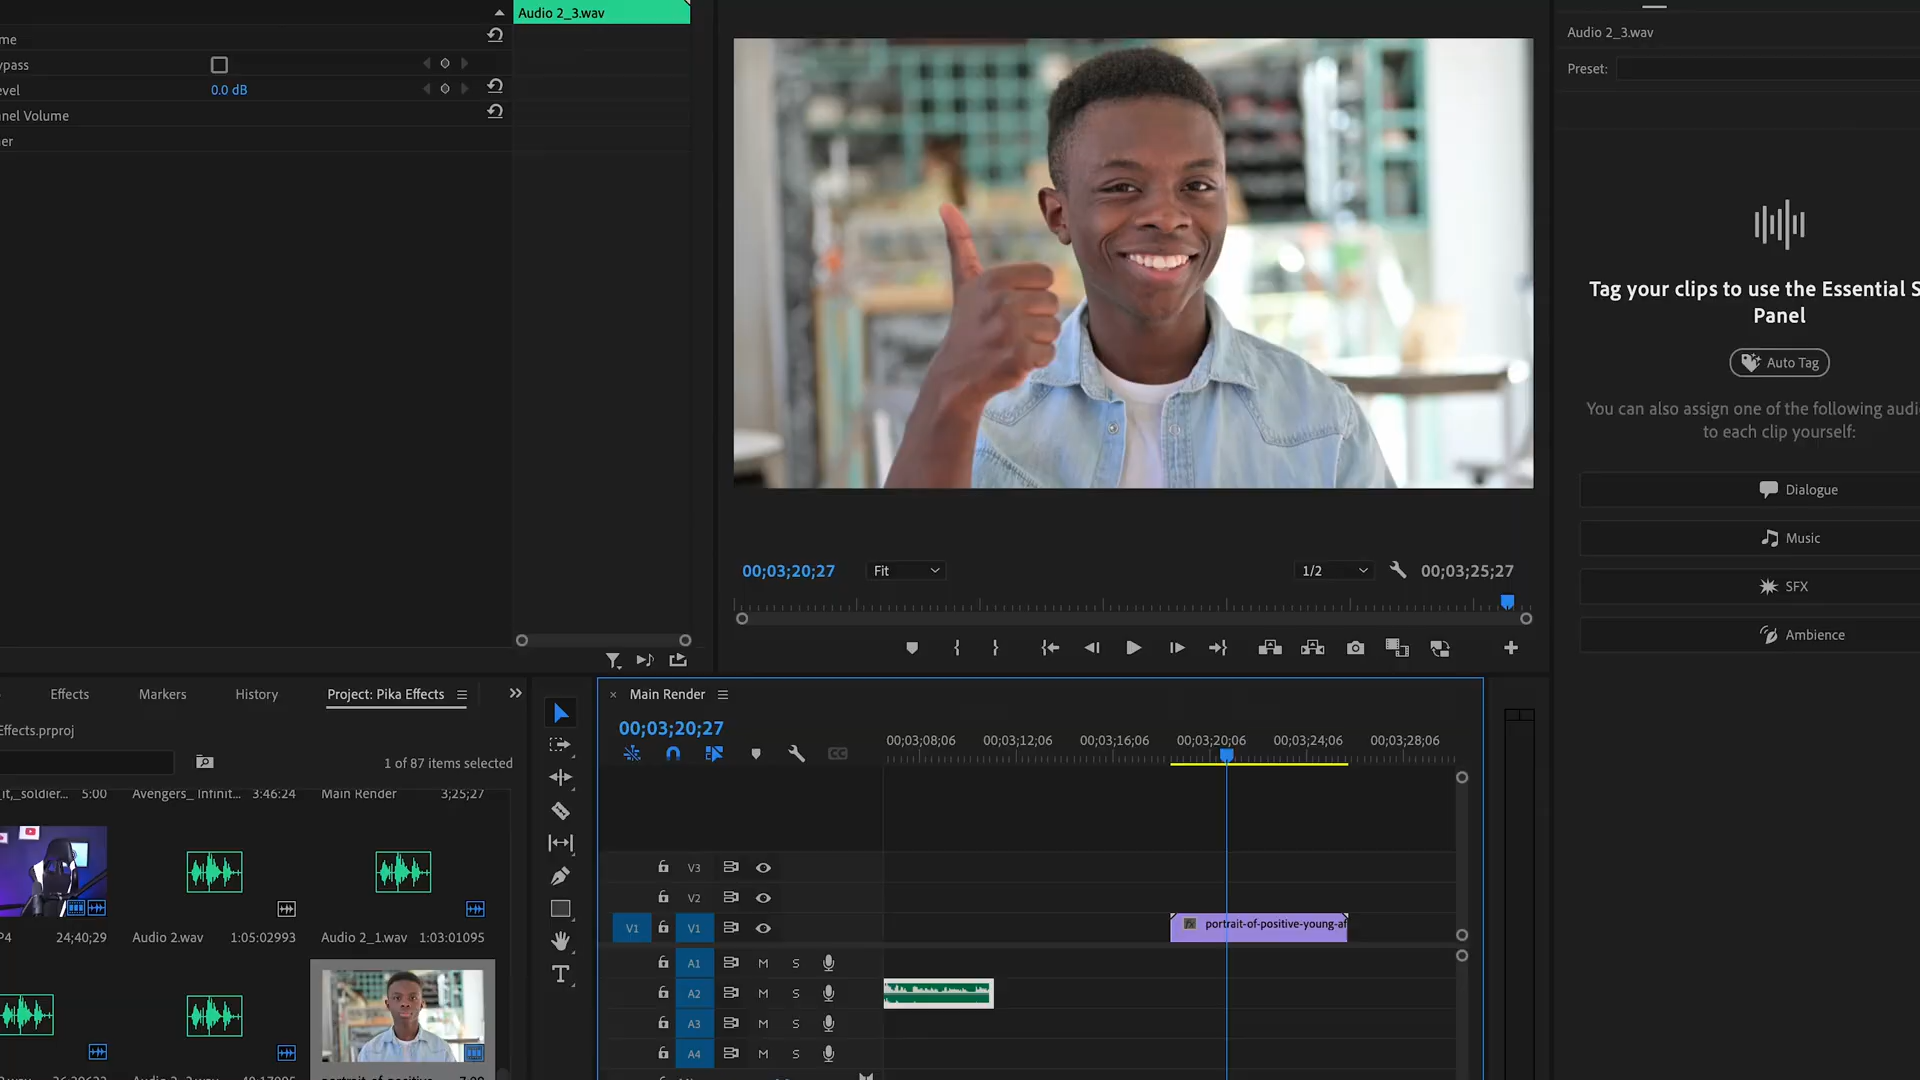 Audio 2_3.wav
me
ypass
evel 0.0 dB
nel Volume
er
Audio 2_3.wav
Preset:
Tag your clips to use the Essential S
Panel
Auto Tag
You can also assign one of the following audi
to each clip yourself:
Dialogue
Music
SFX
Ambience
00;03;20;27 Fit 1/2 00;03;25;27
Effects Markers History Project: Pika Effects
Effects.prproj
1 of 87 items selected
it,_soldier... 5:00 Avengers_ Infinit... 3:46:24 Main Render 3;25;27
P4 24;40;29 Audio 2.wav 1:05:02993 Audio 2_1.wav 1:03:01095
Main Render
00;03;20;27
00;03;08;06 00;03;12;06 00;03;16;06 00;03;20;06 00;03;24;06 00;03;28;06
CC
V3
V2
V1 V1 fx portrait-of-positive-young-af
A1 M S
A2 M S
A3 M S
A4 M S